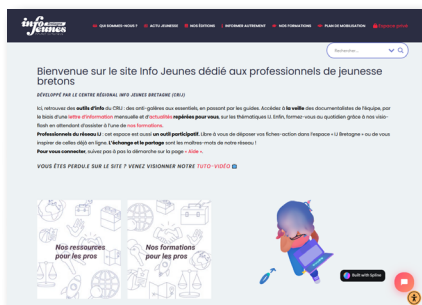 info Bretagne
Jeunes
QUI SOMMES-NOUS ?
ACTU JEUNESSE
NOS ÉDITIONS
INFORMER AUTREMENT
NOS FORMATIONS
PLAN DE MOBILISATION
Espace privé
Rechercher...
Bienvenue sur le site Info Jeunes dédié aux professionnels de jeunesse
bretons
DÉVELOPPÉ PAR LE CENTRE RÉGIONAL INFO JEUNES BRETAGNE (CRIJ)
Ici, retrouvez des outils d'info du CRIJ : des anti-galères aux essentiels, en passant par les guides. Accédez à la veille des documentalistes de l'équipe, par
le biais d'une lettre d'information mensuelle et d'actualités repérées pour vous, sur les thématiques IJ. Enfin, formez-vous au quotidien grâce à nos visio-
flash en attendant d'assister à l'une de nos formations.
Professionnels du réseau IJ : cet espace est aussi un outil participatif. Libre à vous de déposer vos fiches-action dans l'espace « IJ Bretagne » ou de vous
inspirer de celles déjà en ligne. L'échange et le partage sont les maîtres-mots de notre réseau !
Pour vous connecter, suivez pas à pas la démarche sur la page « Aide ».
VOUS ÊTES PERDU.E SUR LE SITE ? VENEZ VISIONNER NOTRE TUTO-VIDÉO
Nos ressources
pour les pros
Nos formations
pour les pros
Built with Spline